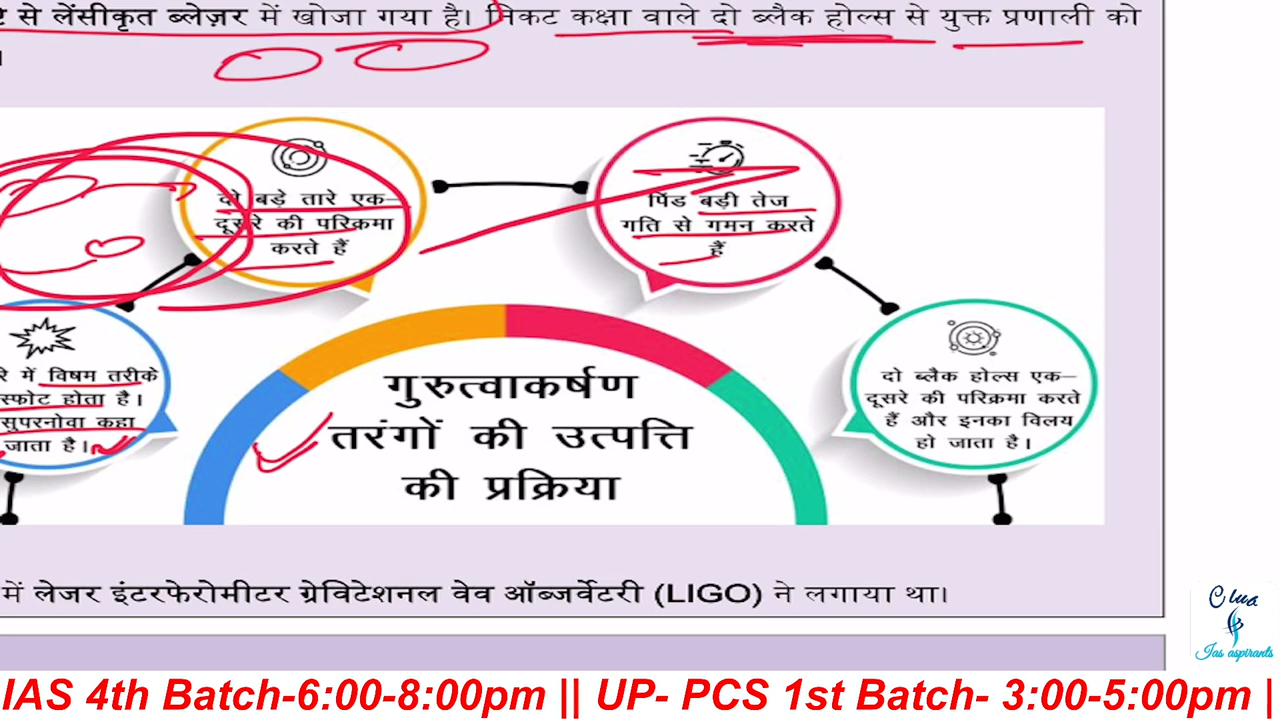 से लेंसीकृत ब्लेज़र में खोजा गया है। निकट कक्षा वाले दो ब्लैक होल्स से युक्त प्रणाली को
।
दो बड़े तारे एक–
दूसरे की परिक्रमा
करते हैं
पिंड बड़ी तेज
गति से गमन करते
हैं
रे में विषम तरीके
स्फोट होता है।
सुपरनोवा कहा
जाता है।
दो ब्लैक होल्स एक–
दूसरे की परिक्रमा करते
हैं और इनका विलय
हो जाता है।
गुरुत्वाकर्षण
तरंगों की उत्पत्ति
की प्रक्रिया
में लेजर इंटरफेरोमीटर ग्रेविटेशनल वेव ऑब्जर्वेटरी (LIGO) ने लगाया था।
Clue
Ias aspirants
IAS 4th Batch-6:00-8:00pm || UP- PCS 1st Batch- 3:00-5:00pm |